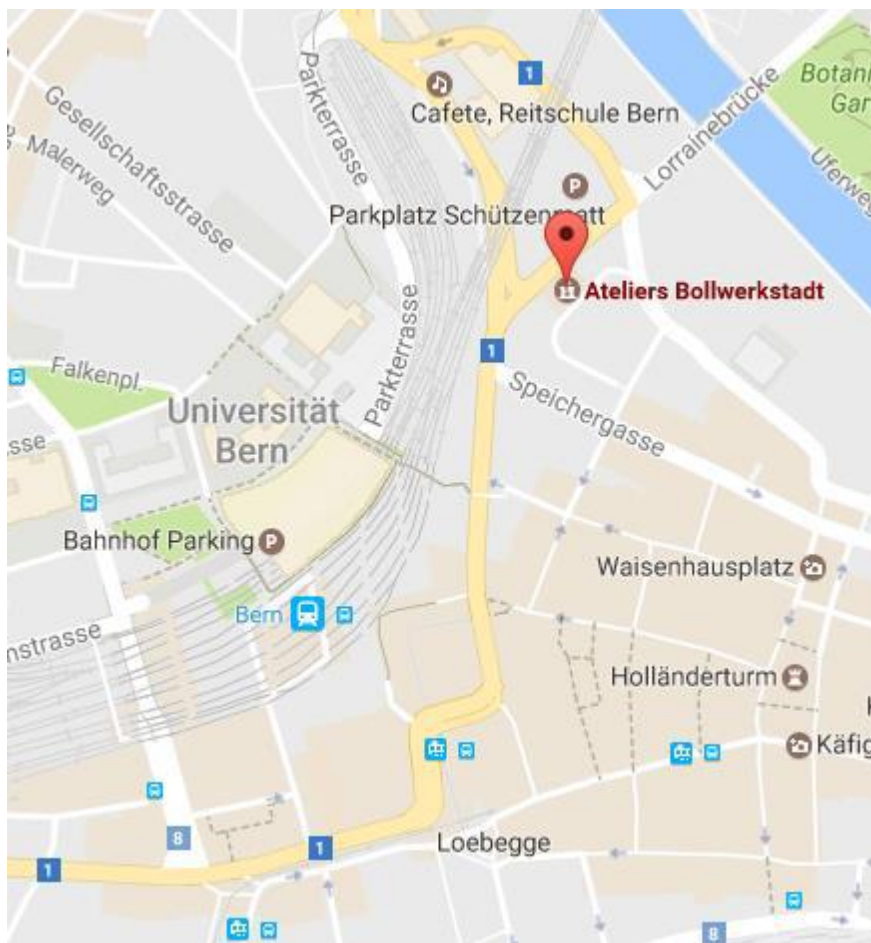 1
Botani
Gar
Cafete, Reitschule Bern
Lorrainebrücke
Parkterrasse
Gesellschaftsstrasse
Malerweg
Uferweg
P
Parkplatz Schützenmatt
Ateliers Bollwerkstadt
Parkterrasse
1
Falkenpl.
Speichergasse
Universität
Bern
sse
Bahnhof Parking P
Waisenhausplatz
Bern
nstrasse
Holländerturm
Käfig
8
1
Loebegge
1
8